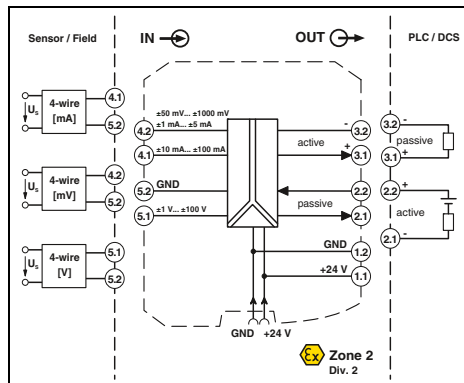 Sensor / Field
IN
OUT
PLC / DCS
Us
4-wire
[mA]
4.1
5.2
Us
4-wire
[mV]
4.2
5.2
Us
4-wire
[V]
5.1
5.2
±50 mV... ±1000 mV
±1 mA... ±5 mA
4.2
±10 mA... ±100 mA
4.1
GND
5.2
±1 V... ±100 V
5.1
-
3.2
active
+
3.1
2.2
passive
2.1
GND
1.2
+24 V
1.1
GND +24 V
3.2
-
passive
3.1
+
2.2
+
active
2.1
-
Ex Zone 2
Div. 2